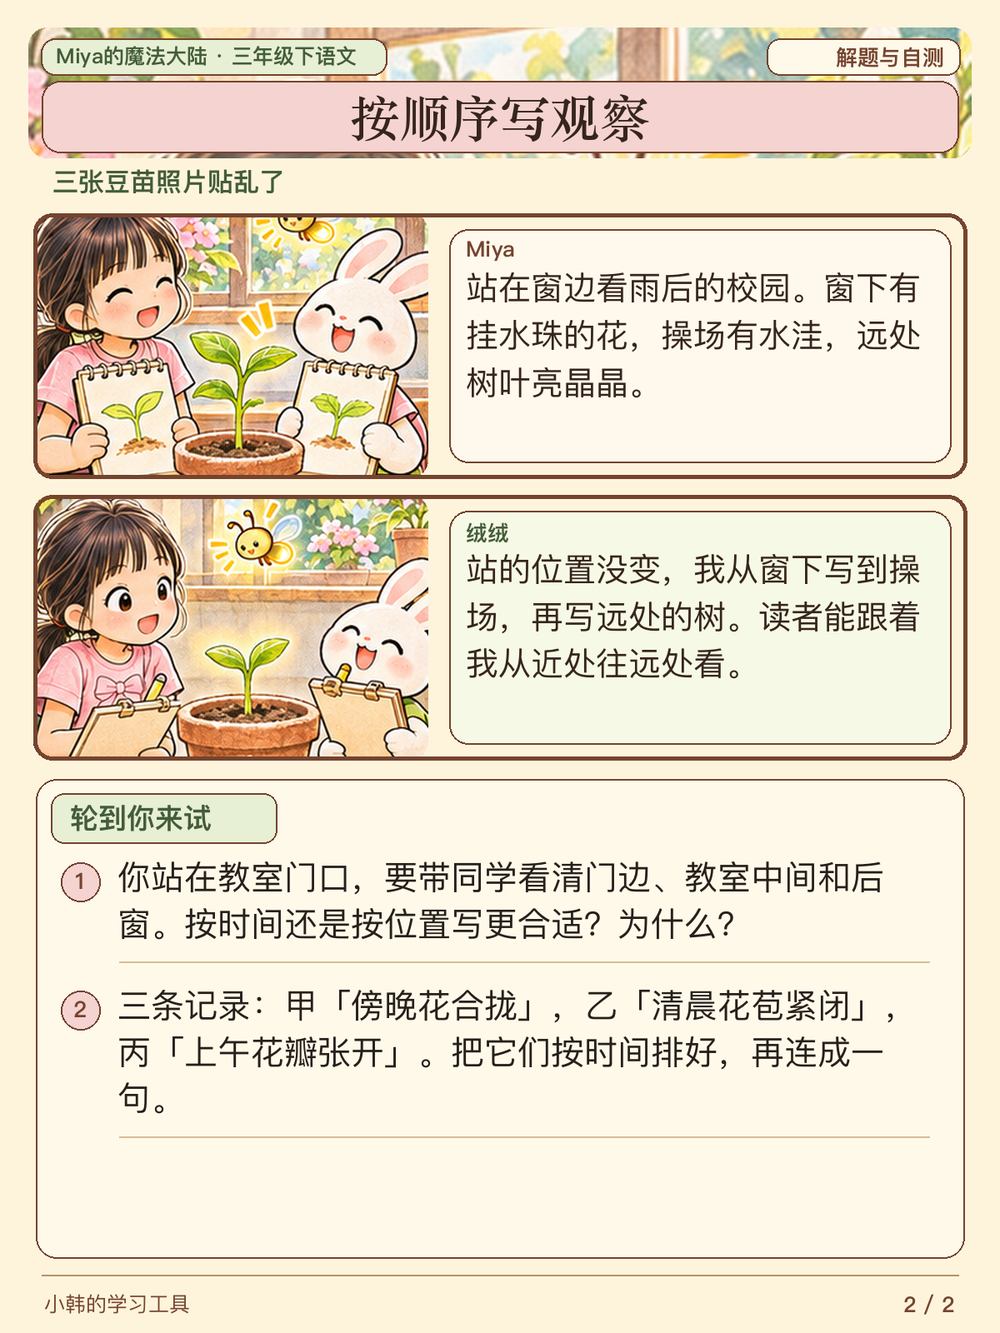 Miya的魔法大陆 · 三年级下语文
解题与自测
按顺序写观察
三张豆苗照片贴乱了
Miya
站在窗边看雨后的校园。窗下有
挂水珠的花，操场有水洼，远处
树叶亮晶晶。
绒绒
站的位置没变，我从窗下写到操
场，再写远处的树。读者能跟着
我从近处往远处看。
轮到你来试
1 你站在教室门口，要带同学看清门边、教室中间和后
窗。按时间还是按位置写更合适？为什么？
2 三条记录：甲「傍晚花合拢」，乙「清晨花苞紧闭」，
丙「上午花瓣张开」。把它们按时间排好，再连成一
句。
小韩的学习工具
2 / 2